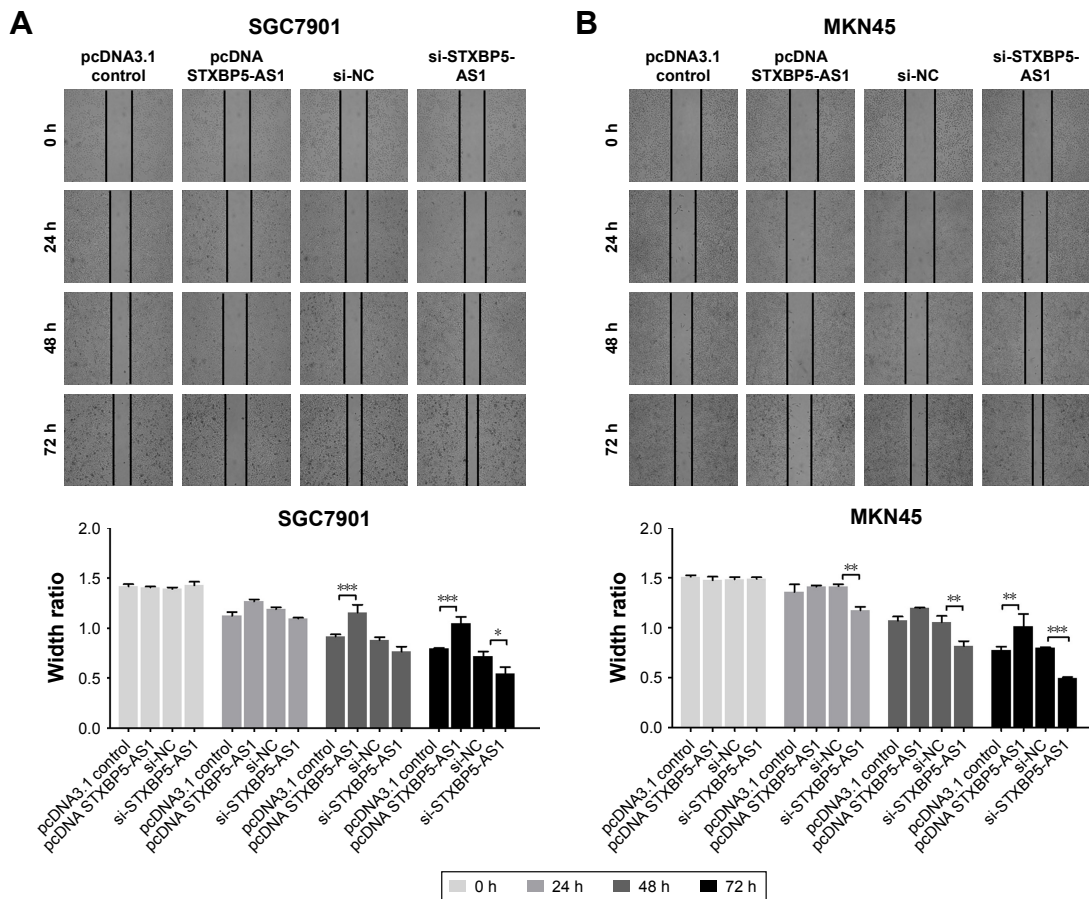 A
SGC7901
pcDNA3.1
control
pcDNA
STXBP5-AS1
si-NC
si-STXBP5-
AS1
0 h
24 h
48 h
72 h
SGC7901
2.0
1.5
1.0
0.5
0.0
Width ratio
***
***
*
pcDNA3.1 control
pcDNA STXBP5-AS1
si-NC
si-STXBP5-AS1
pcDNA3.1 control
pcDNA STXBP5-AS1
si-NC
si-STXBP5-AS1
pcDNA3.1 control
pcDNA STXBP5-AS1
si-NC
si-STXBP5-AS1
pcDNA3.1 control
pcDNA STXBP5-AS1
si-NC
si-STXBP5-AS1
B
MKN45
pcDNA3.1
control
pcDNA
STXBP5-AS1
si-NC
si-STXBP5-
AS1
0 h
24 h
48 h
72 h
MKN45
2.0
1.5
1.0
0.5
0.0
Width ratio
**
**
**
***
pcDNA3.1 control
pcDNA STXBP5-AS1
si-NC
si-STXBP5-AS1
pcDNA3.1 control
pcDNA STXBP5-AS1
si-NC
si-STXBP5-AS1
pcDNA3.1 control
pcDNA STXBP5-AS1
si-NC
si-STXBP5-AS1
pcDNA3.1 control
pcDNA STXBP5-AS1
si-NC
si-STXBP5-AS1
0 h 24 h 48 h 72 h